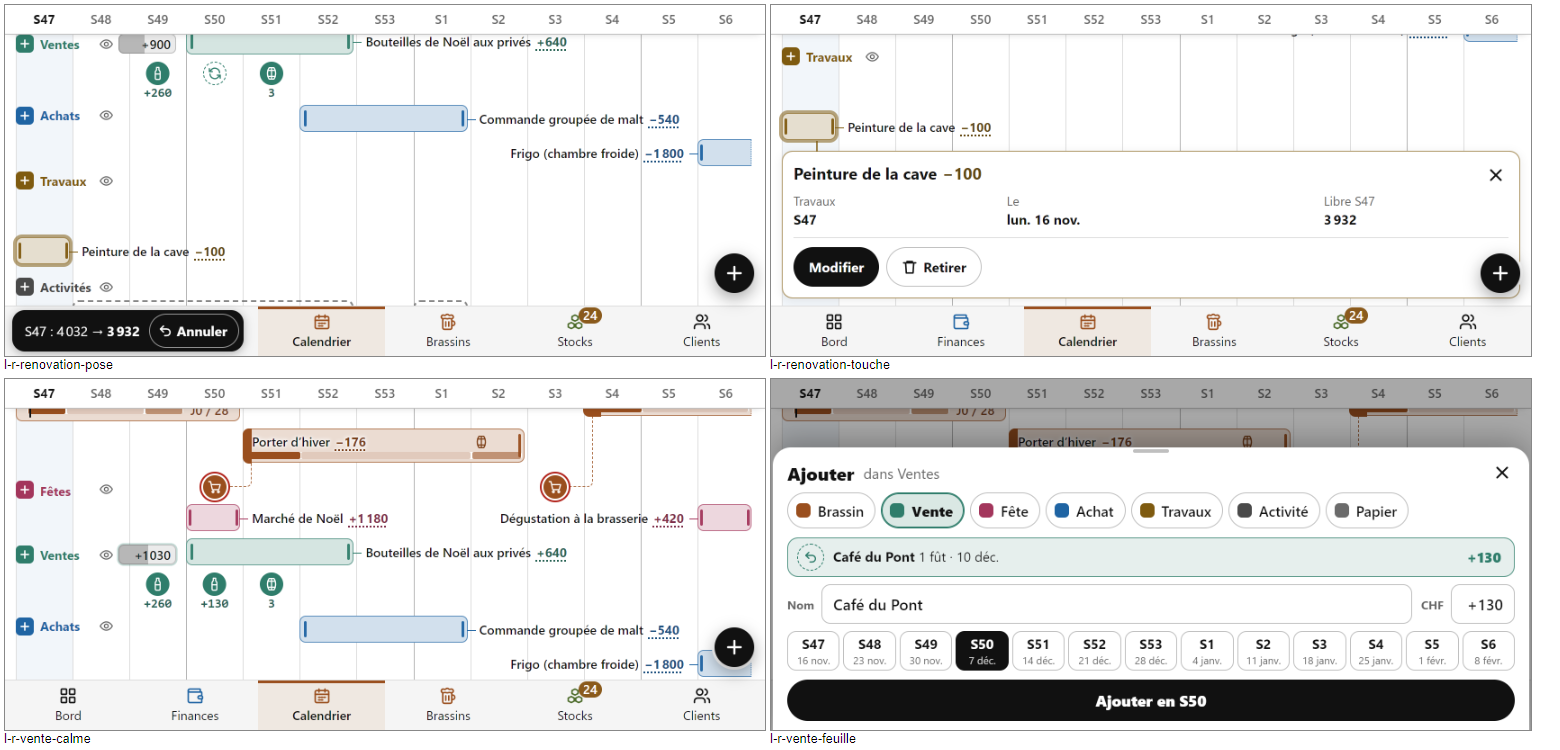 S47 S48 S49 S50 S51 S52 S53 S1 S2 S3 S4 S5 S6
Ventes +900 Bouteilles de Noël aux privés +640
+260 3
Achats Commande groupée de malt −540
Frigo (chambre froide) −1 800
Travaux
Peinture de la cave −100
Activités
S47 : 4 032 → 3 932 Annuler
Calendrier Brassins Stocks 24 Clients
l-r-renovation-pose
S47 S48 S49 S50 S51 S52 S53 S1 S2 S3 S4 S5 S6
Travaux
Peinture de la cave −100
Peinture de la cave −100
Travaux Le Libre S47
S47 lun. 16 nov. 3 932
Modifier Retirer
Bord Finances Calendrier Brassins Stocks 24 Clients
l-r-renovation-touche
S47 S48 S49 S50 S51 S52 S53 S1 S2 S3 S4 S5 S6
J0 / 28
Porter d’hiver −176
Fêtes
Marché de Noël +1 180 Dégustation à la brasserie +420
Ventes +1030 Bouteilles de Noël aux privés +640
+260 +130 3
Achats Commande groupée de malt −540
Frigo (chambre froide) −1 800
Bord Finances Calendrier Brassins Stocks 24 Clients
l-r-vente-calme
S47 S48 S49 S50 S51 S52 S53 S1 S2 S3 S4 S5 S6
J0 / 28
Porter d’hiver −176
Ajouter dans Ventes
Brassin Vente Fête Achat Travaux Activité Papier
Café du Pont 1 fût · 10 déc. +130
Nom Café du Pont CHF +130
S47 S48 S49 S50 S51 S52 S53 S1 S2 S3 S4 S5 S6
16 nov. 23 nov. 30 nov. 7 déc. 14 déc. 21 déc. 28 déc. 4 janv. 11 janv. 18 janv. 25 janv. 1 févr. 8 févr.
Ajouter en S50
l-r-vente-feuille